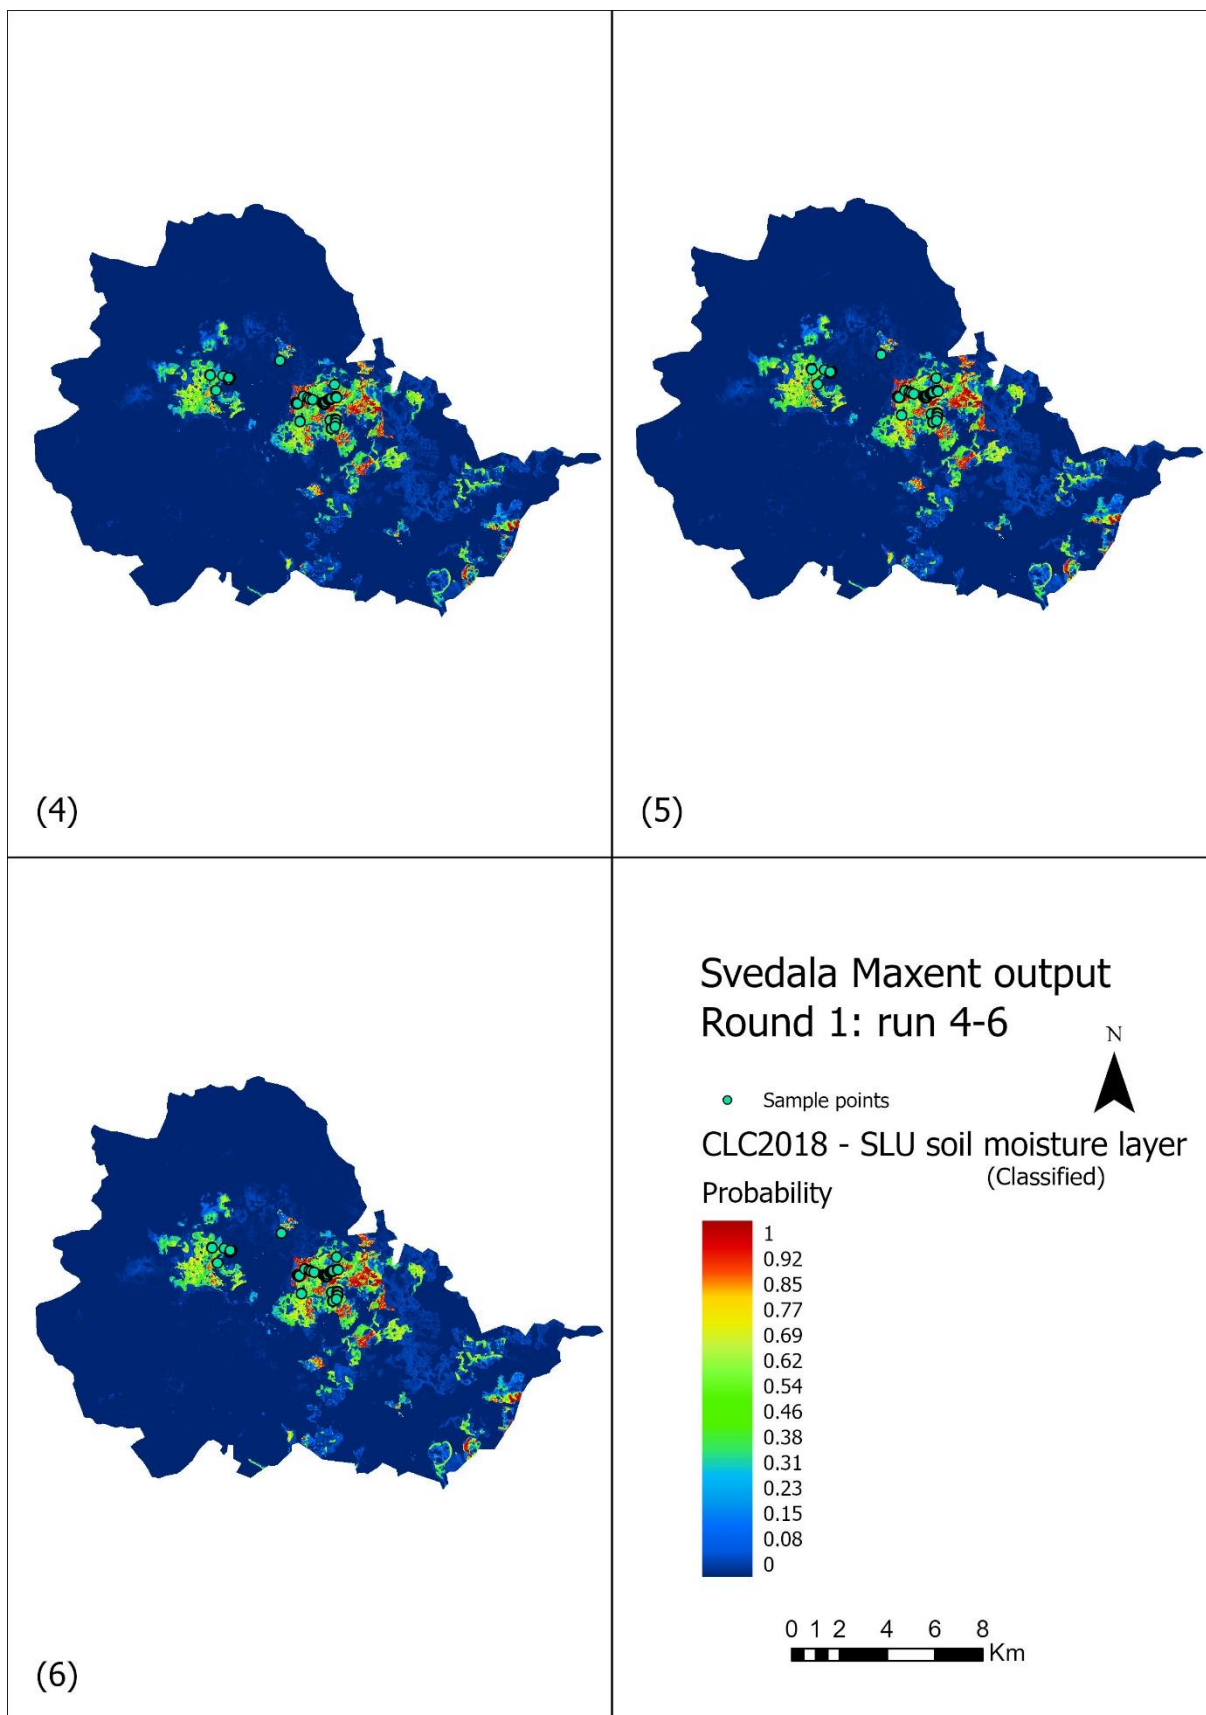 (4)
(5)
(6)
Svedala Maxent output
Round 1: run 4-6
N
Sample points
CLC2018 - SLU soil moisture layer
(Classified)
Probability
1
0.92
0.85
0.77
0.69
0.62
0.54
0.46
0.38
0.31
0.23
0.15
0.08
0
0 1 2 4 6 8
Km